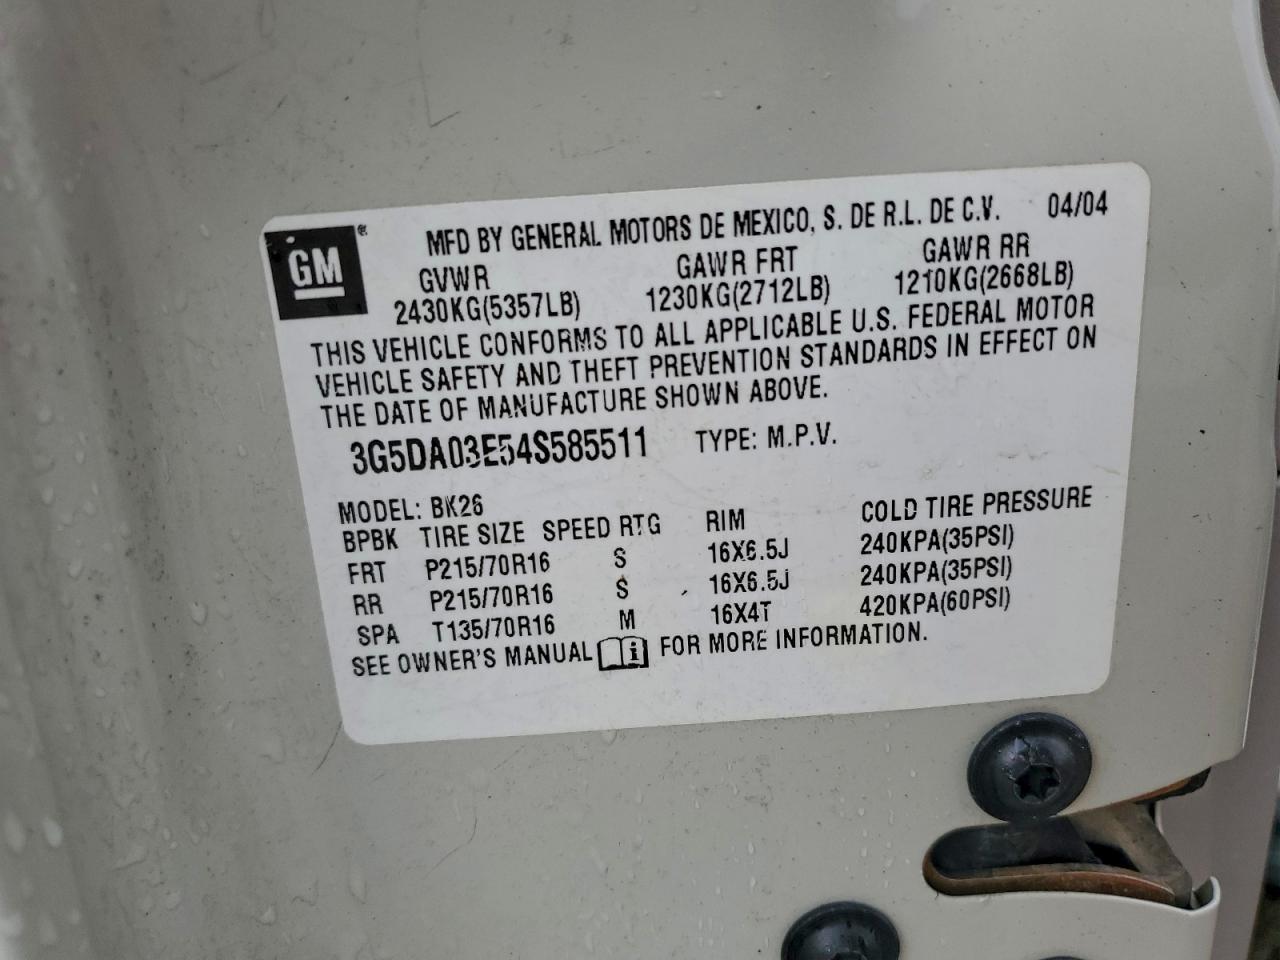 GM®
MFD BY GENERAL MOTORS DE MEXICO, S. DE R.L. DE C.V. 04/04
GVWR GAWR FRT GAWR RR
2430KG(5357LB) 1230KG(2712LB) 1210KG(2668LB)
THIS VEHICLE CONFORMS TO ALL APPLICABLE U.S. FEDERAL MOTOR
VEHICLE SAFETY AND THEFT PREVENTION STANDARDS IN EFFECT ON
THE DATE OF MANUFACTURE SHOWN ABOVE.
3G5DA03E54S585511 TYPE: M.P.V.
MODEL: BK26
BPBK TIRE SIZE SPEED RTG RIM COLD TIRE PRESSURE
FRT P215/70R16 S 16X6.5J 240KPA(35PSI)
RR P215/70R16 S 16X6.5J 240KPA(35PSI)
SPA T135/70R16 M 16X4T 420KPA(60PSI)
SEE OWNER'S MANUAL i FOR MORE INFORMATION.